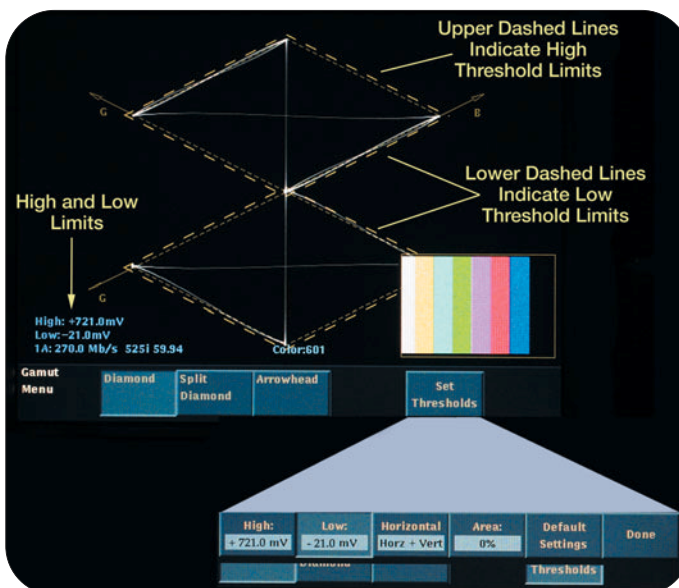 Upper Dashed Lines
Indicate High
Threshold Limits
G
B
Lower Dashed Lines
Indicate Low
Threshold Limits
High and Low
Limits
G
High: +721.0mV
Low:-21.0mV
1A: 270.0 Mb/s 525i 59.94
Color:601
Gamut
Menu
Diamond
Split
Diamond
Arrowhead
Set
Thresholds
High:
+ 721.0 mV
Low:
- 21.0 mV
Horizontal
Horz + Vert
Area:
0%
Default
Settings
Done
Diamond
Thresholds